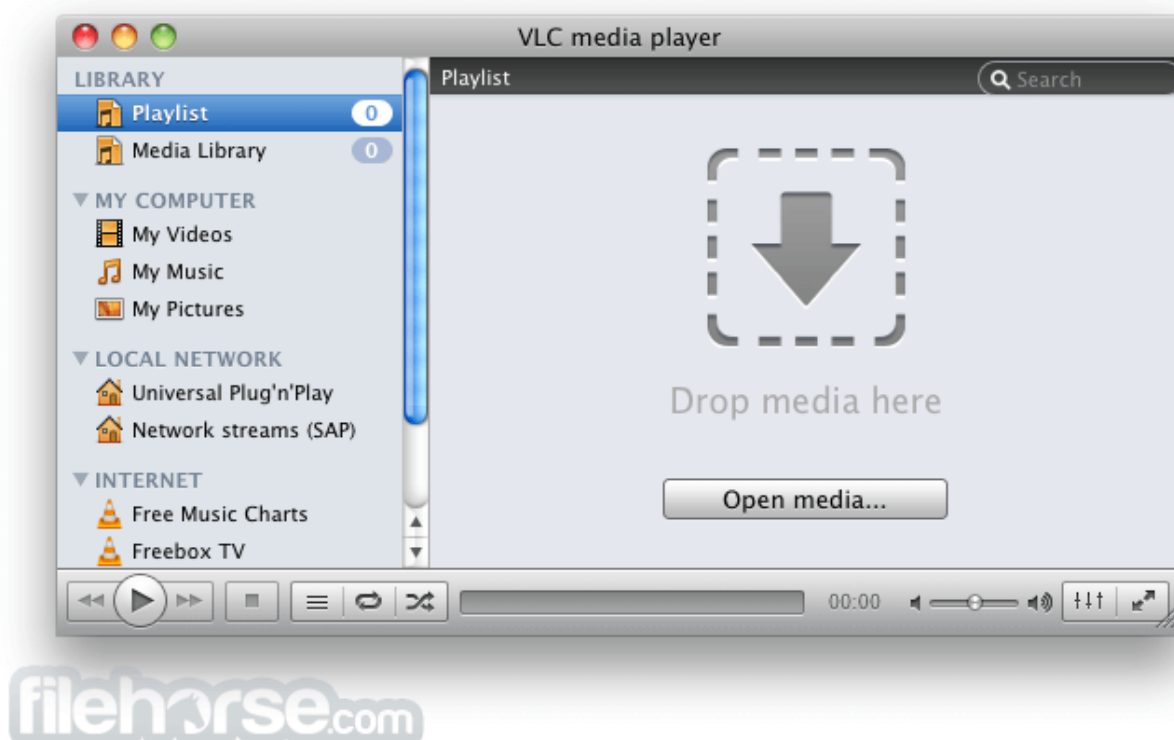 VLC media player
LIBRARY
Playlist 0
Media Library 0
MY COMPUTER
My Videos
My Music
My Pictures
LOCAL NETWORK
Universal Plug'n'Play
Network streams (SAP)
INTERNET
Free Music Charts
Freebox TV
Playlist
Search
Drop media here
Open media...
00:00
filehorse.com